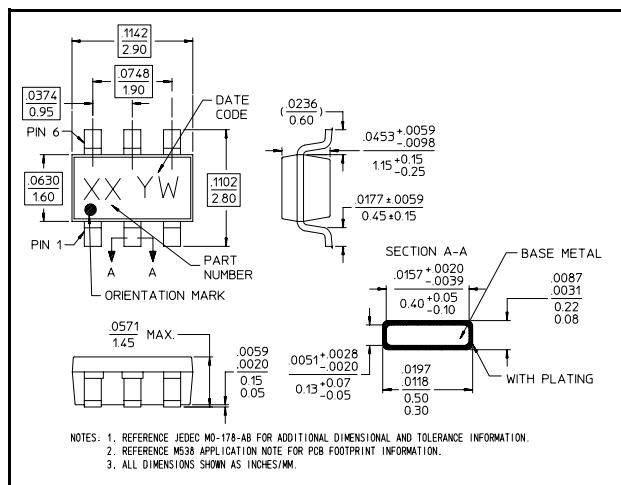 .1142
2.90
.0748
1.90
.0374
0.95
DATE
CODE
PIN 6
.0630
1.60
XX YW
.1102
2.80
PIN 1
A A
PART
NUMBER
ORIENTATION MARK
(.0236
0.60)
.0453 +.0059
-.0098
1.15 +0.15
-0.25
.0177 ±.0059
0.45±0.15
SECTION A-A
.0157 +.0020
-.0039
0.40 +0.05
-0.10
BASE METAL
.0087
.0031
0.22
0.08
.0571
1.45 MAX.
.0059
.0020
0.15
0.05
.0051 +.0028
-.0020
0.13 +0.07
-0.05
.0197
.0118
0.50
0.30
WITH PLATING
NOTES: 1. REFERENCE JEDEC MO-178-AB FOR ADDITIONAL DIMENSIONAL AND TOLERANCE INFORMATION.
2. REFERENCE M538 APPLICATION NOTE FOR PCB FOOTPRINT INFORMATION.
3. ALL DIMENSIONS SHOWN AS INCHES/MM.